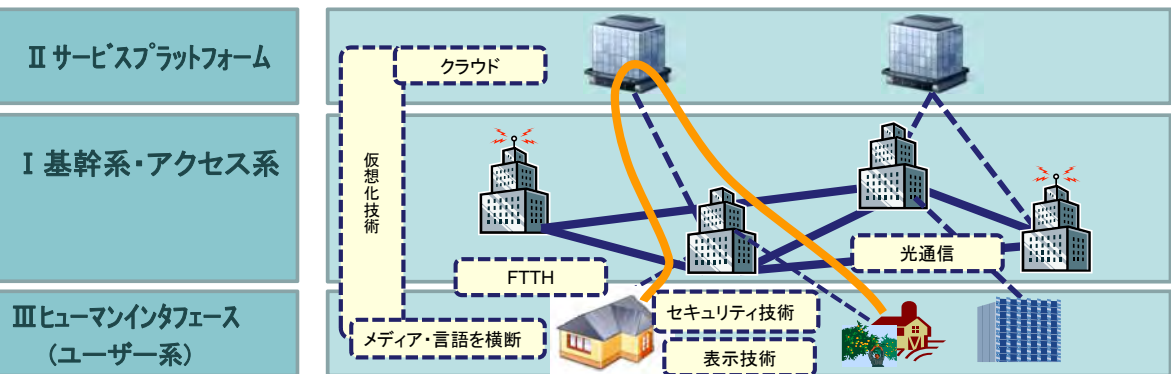 Ⅱ サービスプラットフォーム
クラウド
Ⅰ 基幹系・アクセス系
仮想化技術
光通信
FTTH
Ⅲヒューマンインタフェース
(ユーザー系)
メディア・言語を横断
セキュリティ技術
表示技術